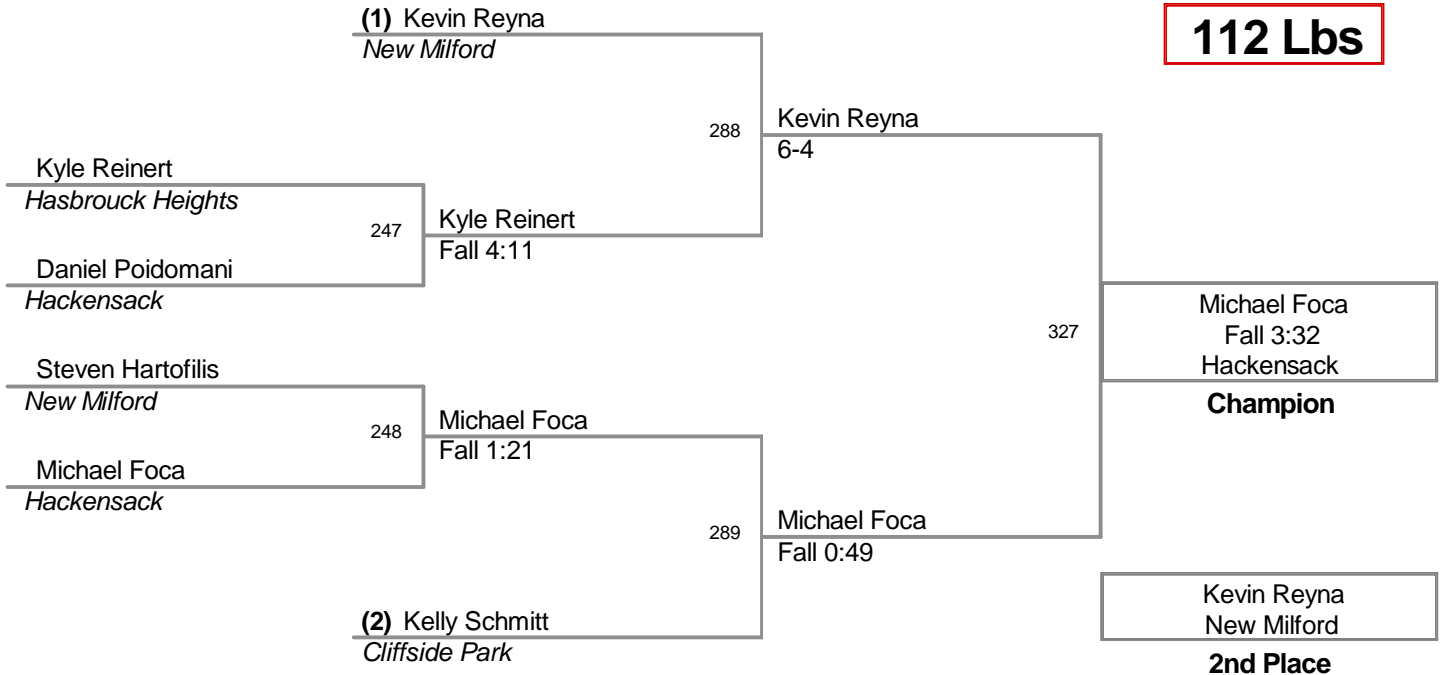 (1) Kevin Reyna
New Milford
112 Lbs
288
Kevin Reyna
6-4
Kyle Reinert
Hasbrouck Heights
247
Kyle Reinert
Fall 4:11
Daniel Poidomani
Hackensack
327
Michael Foca
Fall 3:32
Hackensack
Champion
Steven Hartofilis
New Milford
248
Michael Foca
Fall 1:21
Michael Foca
Hackensack
289
Michael Foca
Fall 0:49
(2) Kelly Schmitt
Cliffside Park
Kevin Reyna
New Milford
2nd Place